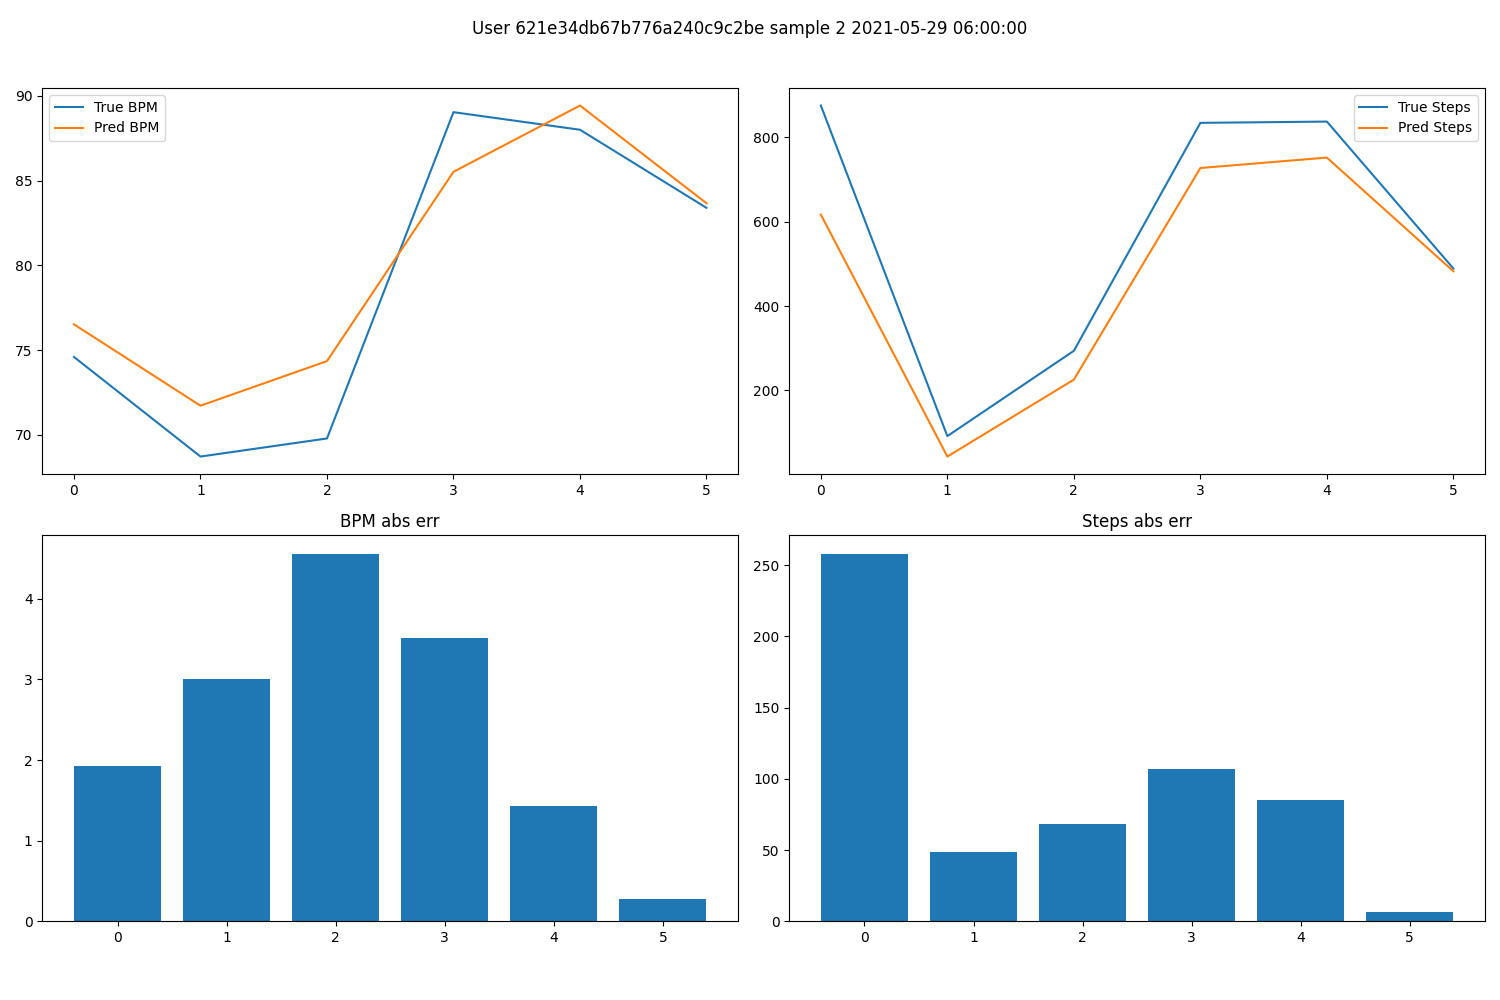 User 621e34db67b776a240c9c2be sample 2 2021-05-29 06:00:00
True BPM
Pred BPM
90
85
80
75
70
0 1 2 3 4 5
True Steps
Pred Steps
800
600
400
200
0 1 2 3 4 5
BPM abs err
4
3
2
1
0
0 1 2 3 4 5
Steps abs err
250
200
150
100
50
0
0 1 2 3 4 5